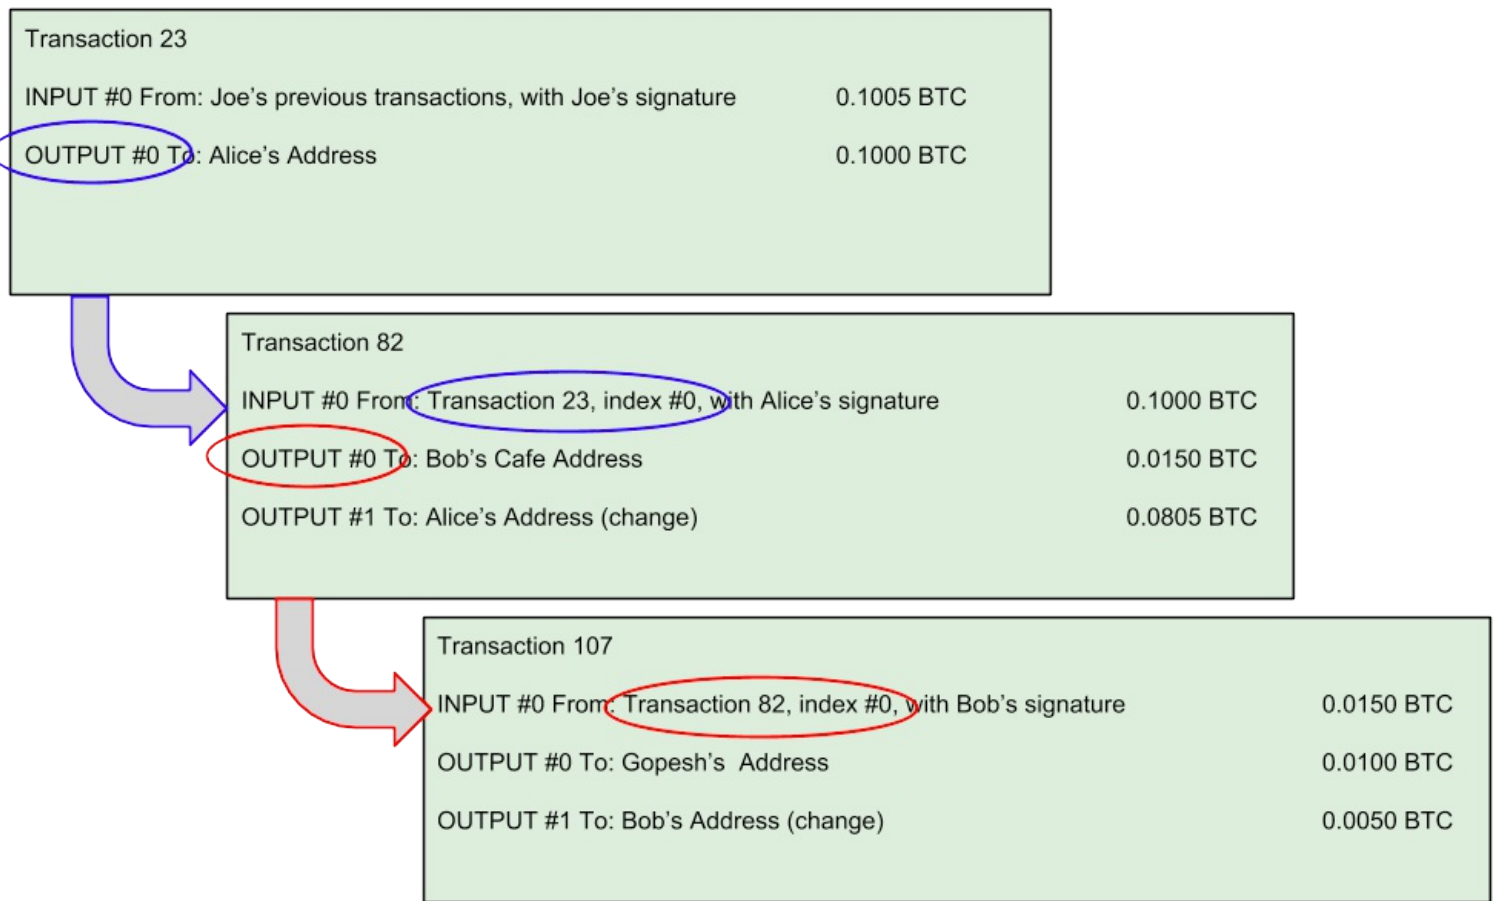 Transaction 23
INPUT #0 From: Joe’s previous transactions, with Joe’s signature 0.1005 BTC
OUTPUT #0 To: Alice’s Address 0.1000 BTC
Transaction 82
INPUT #0 From: Transaction 23, index #0, with Alice’s signature 0.1000 BTC
OUTPUT #0 To: Bob’s Cafe Address 0.0150 BTC
OUTPUT #1 To: Alice’s Address (change) 0.0805 BTC
Transaction 107
INPUT #0 From: Transaction 82, index #0, with Bob’s signature 0.0150 BTC
OUTPUT #0 To: Gopesh’s Address 0.0100 BTC
OUTPUT #1 To: Bob’s Address (change) 0.0050 BTC